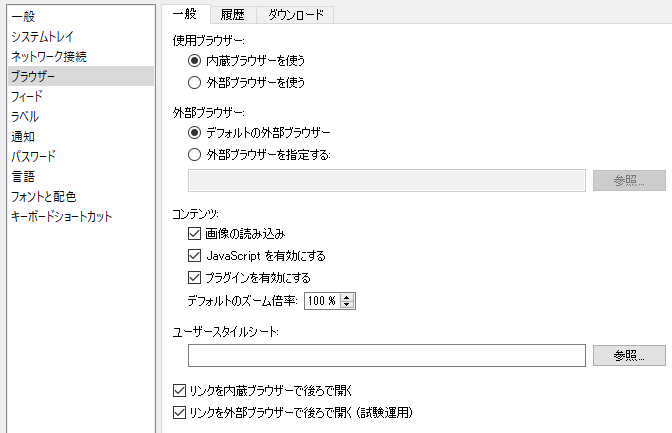 一般
システムトレイ
ネットワーク接続
ブラウザー
フィード
ラベル
通知
パスワード
言語
フォントと配色
キーボードショートカット
一般 履歴 ダウンロード
使用ブラウザー:
内蔵ブラウザーを使う
外部ブラウザーを使う
外部ブラウザー:
デフォルトの外部ブラウザー
外部ブラウザーを指定する:
参照...
コンテンツ:
画像の読み込み
JavaScript を有効にする
プラグインを有効にする
デフォルトのズーム倍率: 100 %
ユーザースタイルシート:
参照...
リンクを内蔵ブラウザーで後ろで開く
リンクを外部ブラウザーで後ろで開く (試験運用)